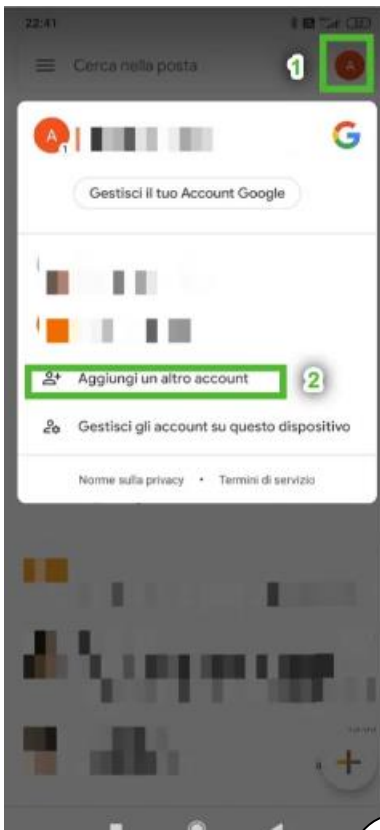 22:41
Cerca nella posta
1
A
A
1
G
Gestisci il tuo Account Google
Aggiungi un altro account
2
Gestisci gli account su questo dispositivo
Norme sulla privacy • Termini di servizio